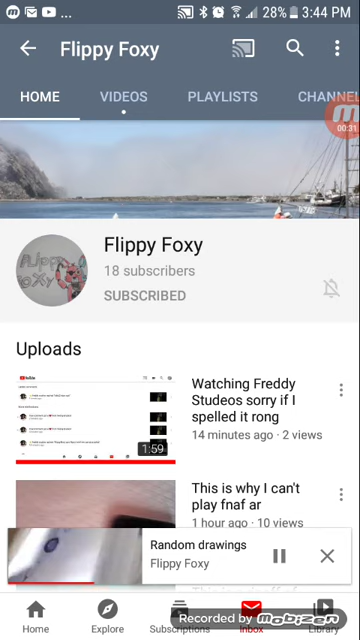 ... 28% 3:44 PM
Flippy Foxy
HOME VIDEOS PLAYLISTS CHANNEL
00:31
Flippy Foxy
18 subscribers
SUBSCRIBED
Uploads
Watching Freddy
Studeos sorry if I
spelled it rong
14 minutes ago · 2 views
1:59
This is why I can't
play fnaf ar
1 hour ago · 10 views
Random drawings
Flippy Foxy
Home Explore Subscriptions Inbox Library
Recorded by Mobizen